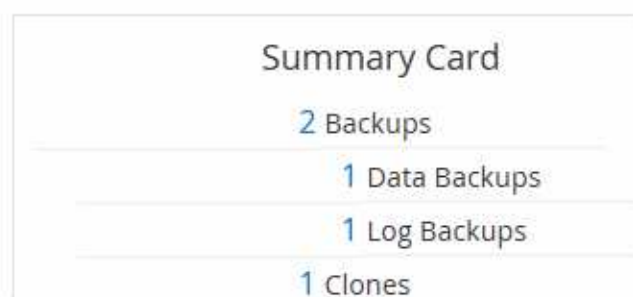 Summary Card
2 Backups
1 Data Backups
1 Log Backups
1 Clones